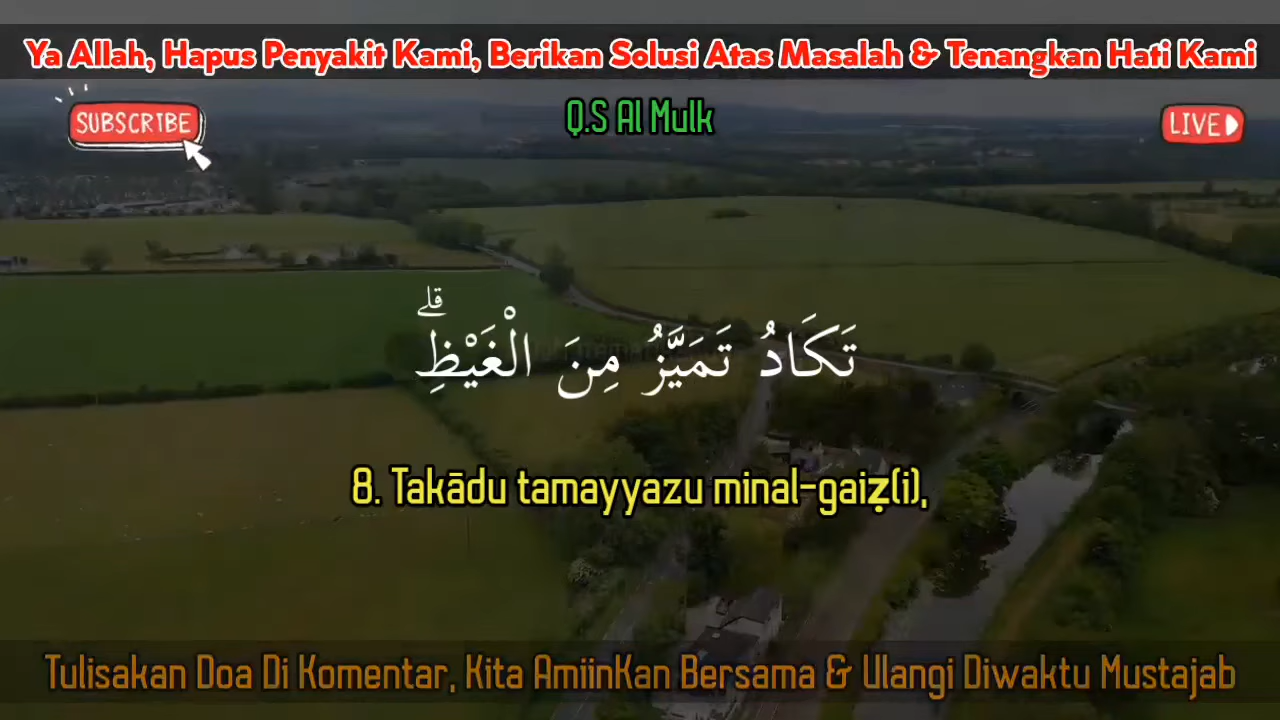 Ya Allah, Hapus Penyakit Kami, Berikan Solusi Atas Masalah & Tenangkan Hati Kami
SUBSCRIBE
Q.S Al Mulk
LIVE
تَكَادُ تَمَيَّزُ مِنَ الْغَيْظِۗ
8. Takādu tamayyazu minal-gaiẓ(i),
Tulisakan Doa Di Komentar, Kita AmiinKan Bersama & Ulangi Diwaktu Mustajab